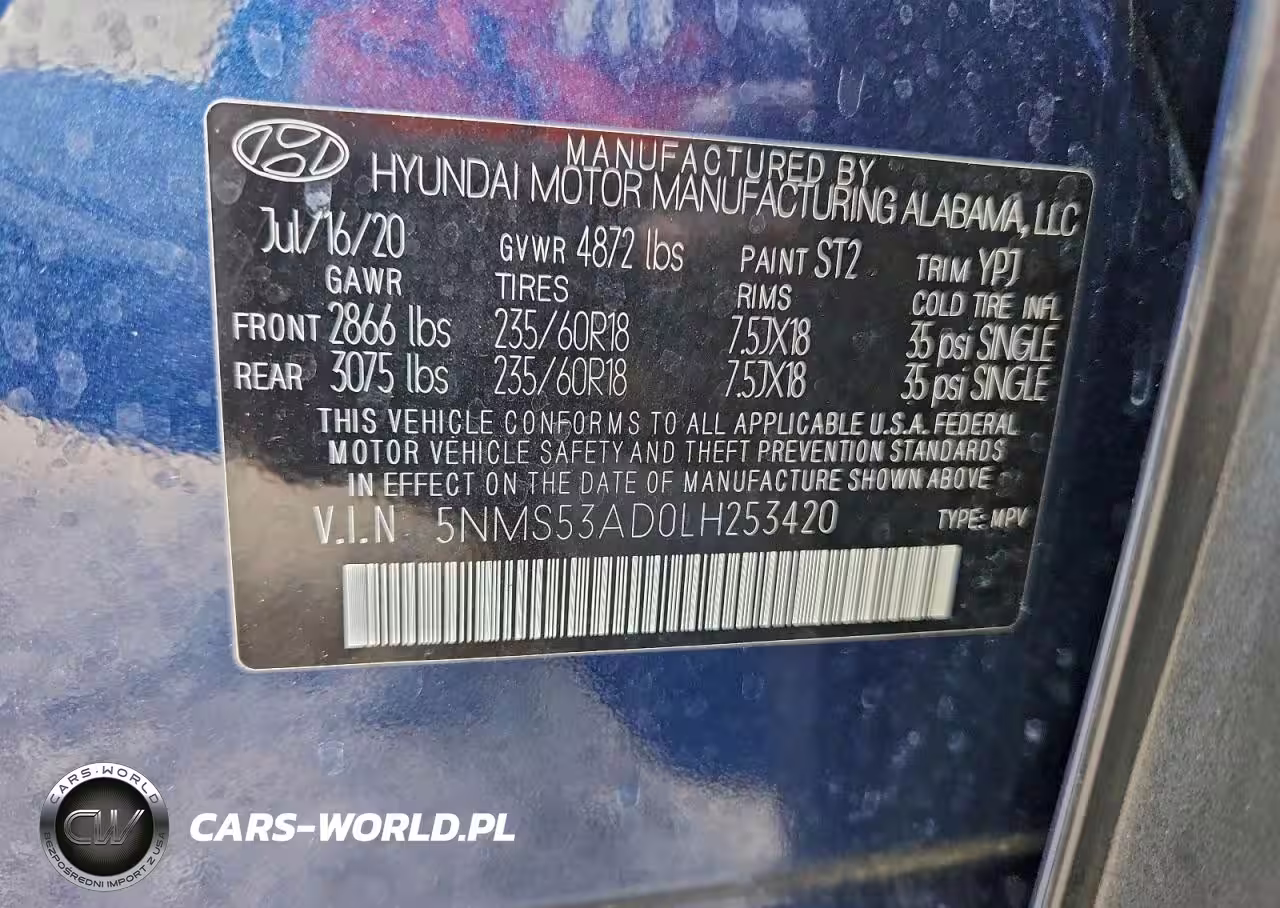 MANUFACTURED BY
HYUNDAI MOTOR MANUFACTURING ALABAMA, LLC
Jul/16/20 GVWR 4872 lbs PAINT ST2 TRIM YPJ
GAWR TIRES RIMS COLD TIRE INFL
FRONT 2866 lbs 235/60R18 7.5JX18 35 psi SINGLE
REAR 3075 lbs 235/60R18 7.5JX18 35 psi SINGLE
THIS VEHICLE CONFORMS TO ALL APPLICABLE U.S.A. FEDERAL
MOTOR VEHICLE SAFETY AND THEFT PREVENTION STANDARDS
IN EFFECT ON THE DATE OF MANUFACTURE SHOWN ABOVE
V.I.N 5NMS53AD0LH253420 TYPE: MPV
CARS-WORLD
CW
BEZPOŚREDNI IMPORT Z USA
CARS-WORLD.PL